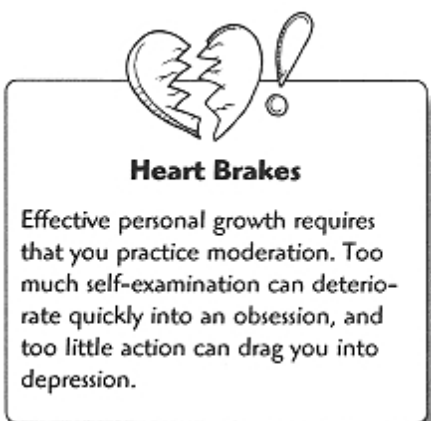 Heart Brakes
Effective personal growth requires
that you practice moderation. Too
much self-examination can deterio-
rate quickly into an obsession, and
too little action can drag you into
depression.